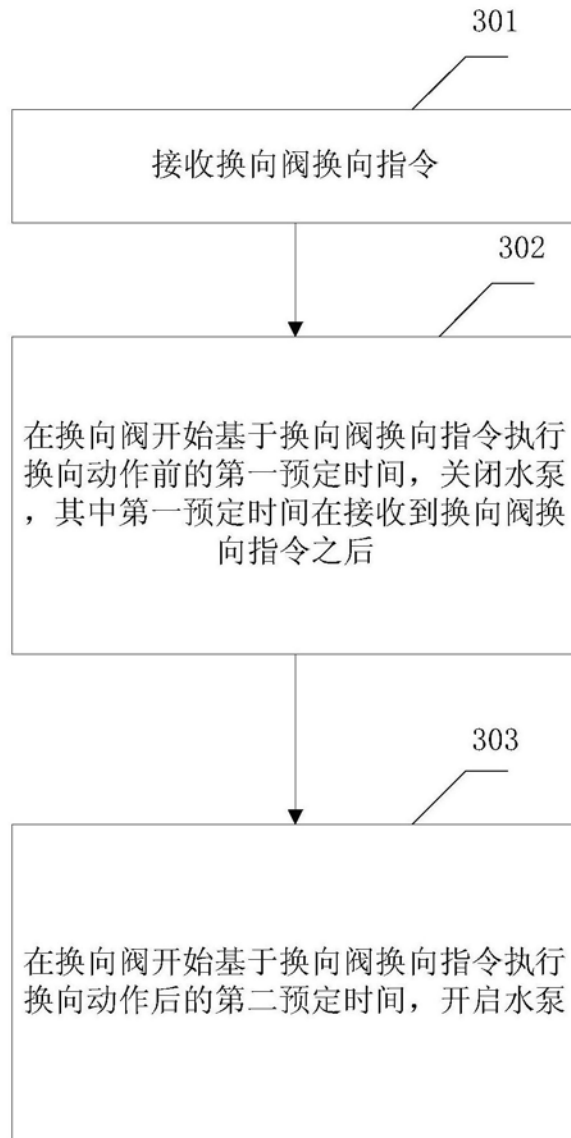 301
接收换向阀换向指令
302
在换向阀开始基于换向阀换向指令执行
换向动作前的第一预定时间，关闭水泵
，其中第一预定时间在接收到换向阀换
向指令之后
303
在换向阀开始基于换向阀换向指令执行
换向动作后的第二预定时间，开启水泵